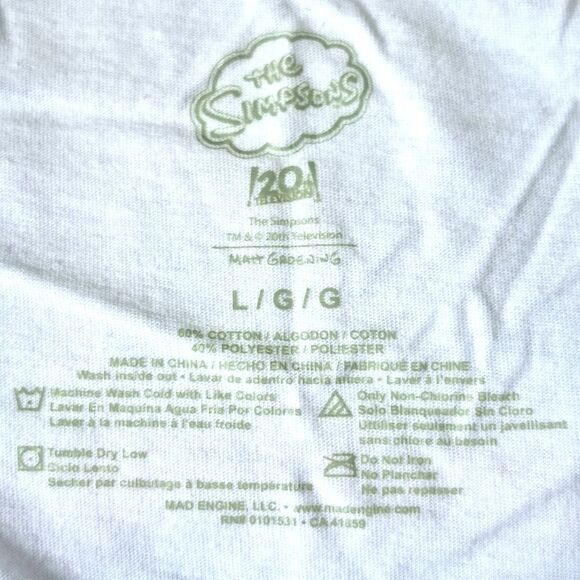 THE
SIMPSONS
20
TELEVISION
The Simpsons
TM & © 20th Television
MATT GROENING
L / G / G
60% COTTON / ALGODON / COTON
40% POLYESTER / POLIESTER
MADE IN CHINA / HECHO EN CHINA / FABRIQUÉ EN CHINE
Wash inside out • Lavar de adentro hacia afuera • Laver à l'envers
Machine Wash Cold with Like Colors
Lavar En Maquina Agua Fria Por Colores
Laver à la machine à l'eau froide
Only Non-Chlorine Bleach
Solo Blanqueador Sin Cloro
Uttiliser seulement un javellisant
sans chlore au besoin
Tumble Dry Low
Ciclo Lento
Sécher par culbutage à basse température
Do Not Iron
No Planchar
Ne pas repasser
MAD ENGINE, LLC. • www.madengine.com
RN# 0101531 • CA 41859